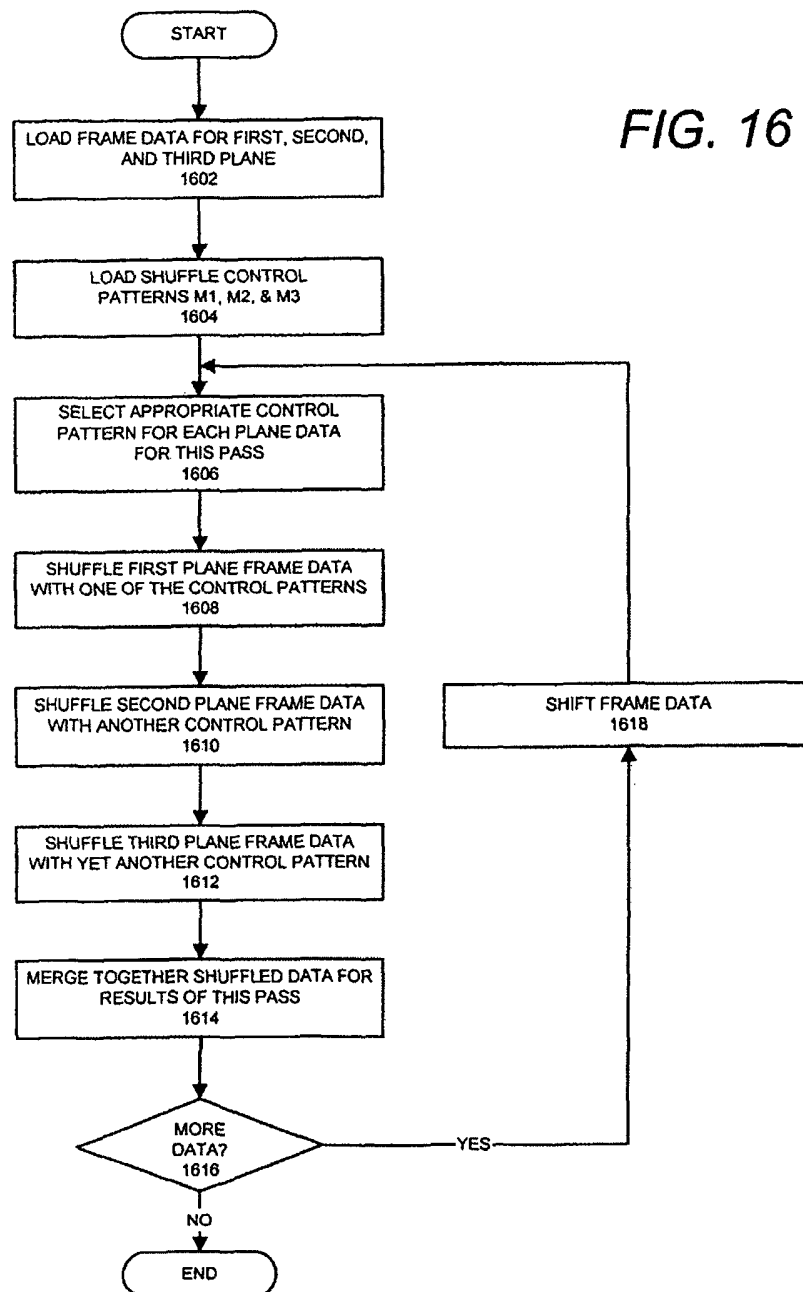 START
FIG. 16
LOAD FRAME DATA FOR FIRST, SECOND,
AND THIRD PLANE
1602
LOAD SHUFFLE CONTROL
PATTERNS M1, M2, & M3
1604
SELECT APPROPRIATE CONTROL
PATTERN FOR EACH PLANE DATA
FOR THIS PASS
1606
SHUFFLE FIRST PLANE FRAME DATA
WITH ONE OF THE CONTROL PATTERNS
1608
SHUFFLE SECOND PLANE FRAME DATA
WITH ANOTHER CONTROL PATTERN
1610
SHIFT FRAME DATA
1618
SHUFFLE THIRD PLANE FRAME DATA
WITH YET ANOTHER CONTROL PATTERN
1612
MERGE TOGETHER SHUFFLED DATA FOR
RESULTS OF THIS PASS
1614
MORE
DATA?
1616
YES
NO
END